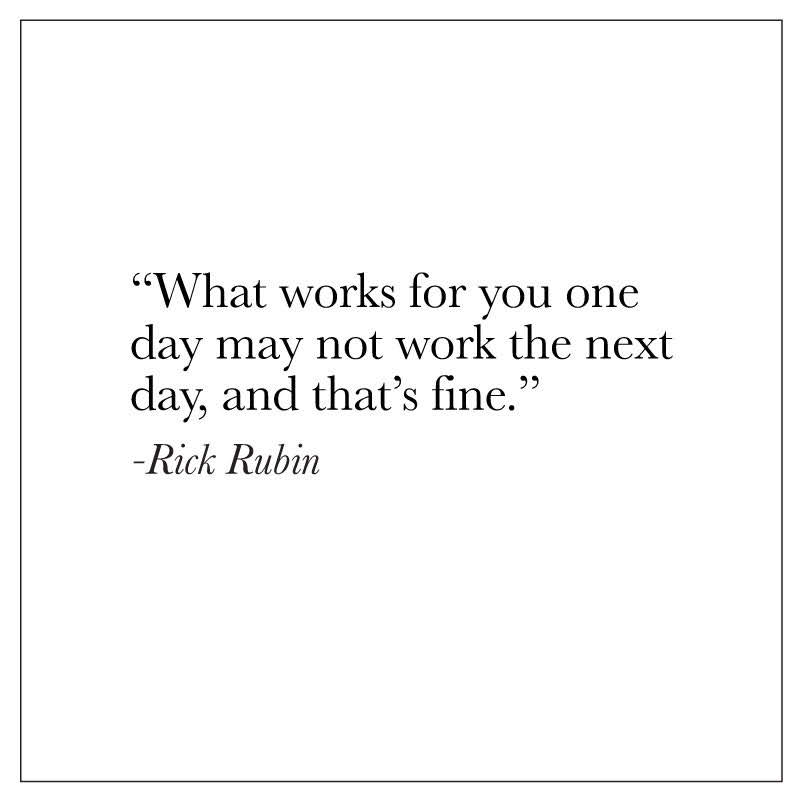 “What works for you one
day may not work the next
day, and that’s fine.”
-Rick Rubin